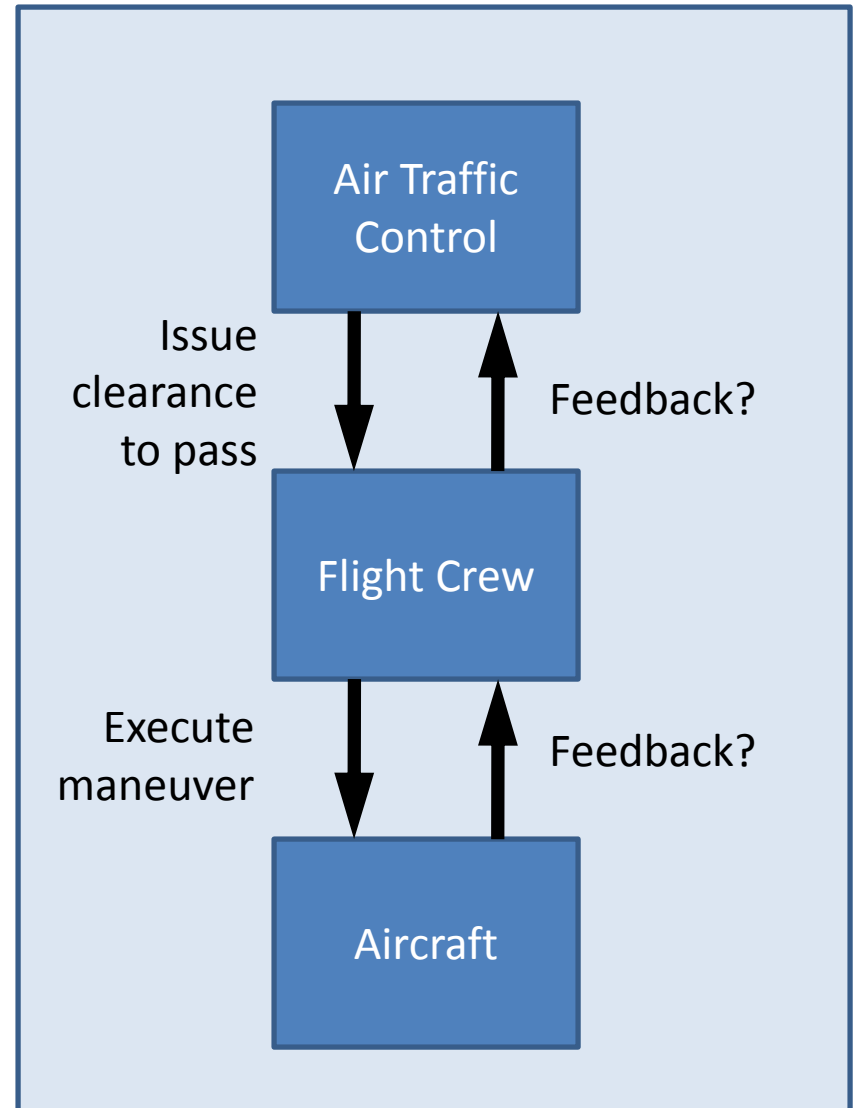 Air Traffic
Control
Issue
clearance
to pass
Feedback?
Flight Crew
Execute
maneuver
Feedback?
Aircraft